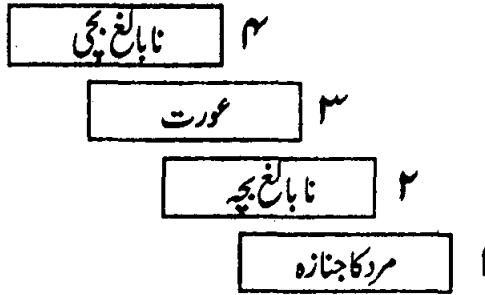 نابالغ بچی ۴
عورت ۳
نابالغ بچہ ۲
مرد کا جنازہ ۱